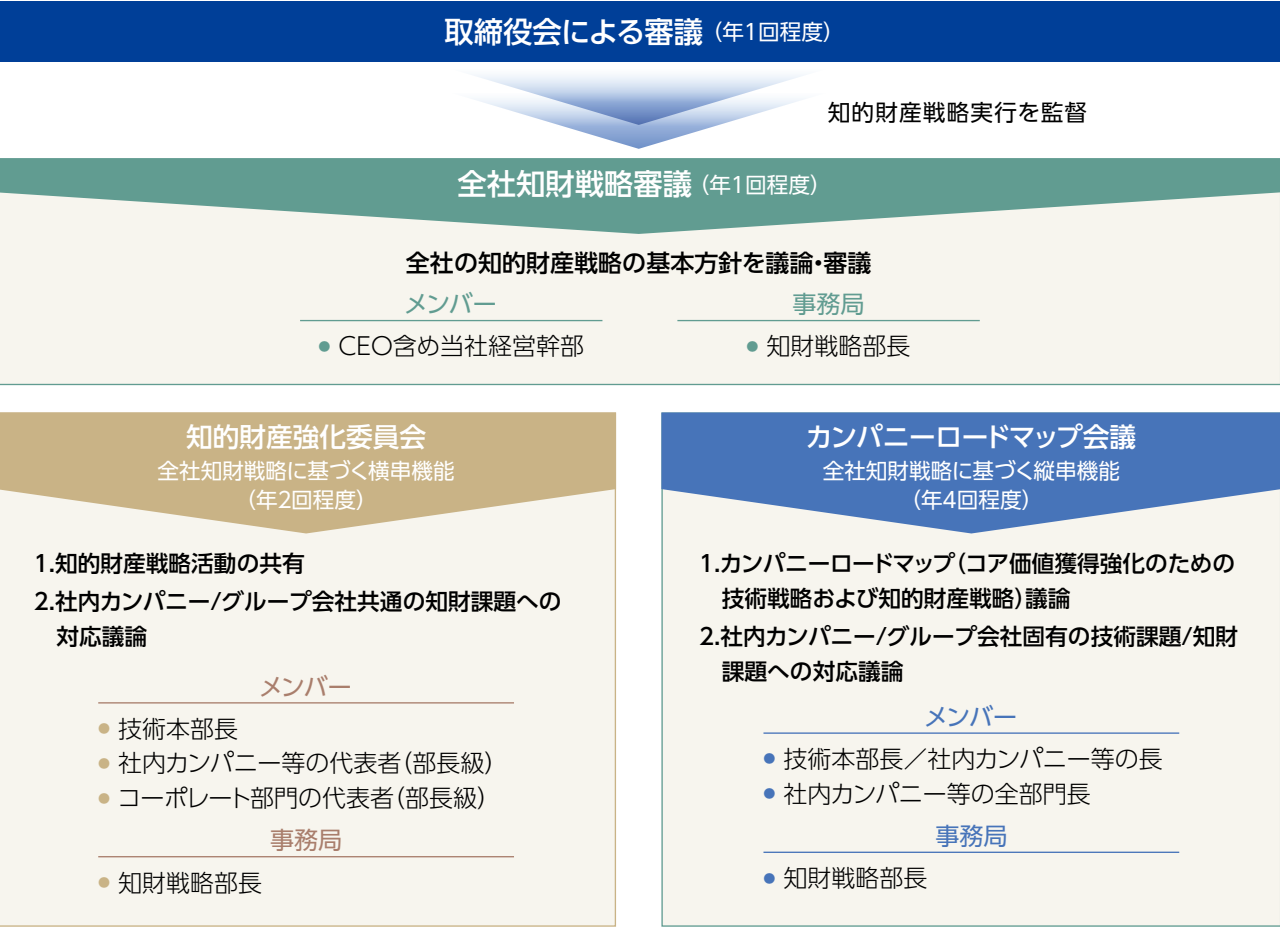 取締役会による審議（年1回程度）
知的財産戦略実行を監督
全社知財戦略審議（年1回程度）
全社の知的財産戦略の基本方針を議論・審議
メンバー
● CEO含め当社経営幹部
事務局
● 知財戦略部長
知的財産強化委員会
全社知財戦略に基づく横串機能
（年2回程度）
1.知的財産戦略活動の共有
2.社内カンパニー/グループ会社共通の知財課題への
対応議論
メンバー
● 技術本部長
● 社内カンパニー等の代表者（部長級）
● コーポレート部門の代表者（部長級）
事務局
● 知財戦略部長
カンパニーロードマップ会議
全社知財戦略に基づく縦串機能
（年4回程度）
1.カンパニーロードマップ（コア価値獲得強化のための
技術戦略および知的財産戦略）議論
2.社内カンパニー/グループ会社固有の技術課題/知財
課題への対応議論
メンバー
● 技術本部長／社内カンパニー等の長
● 社内カンパニー等の全部門長
事務局
● 知財戦略部長